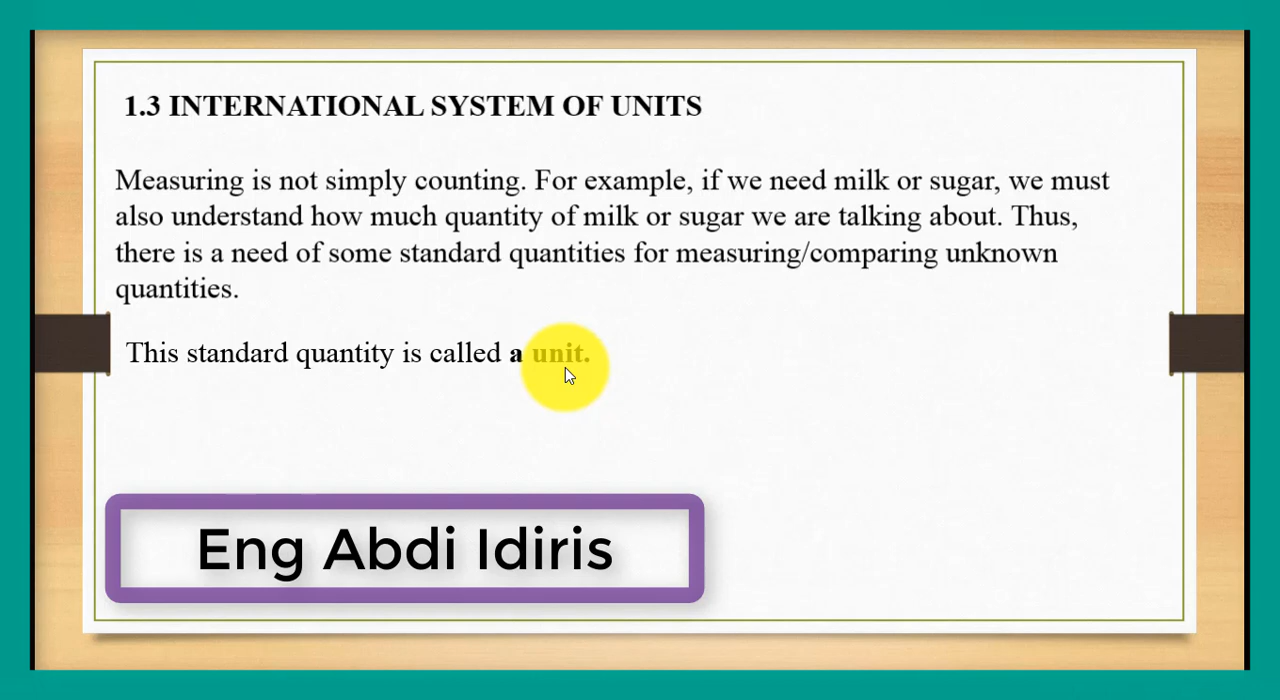 1.3 INTERNATIONAL SYSTEM OF UNITS
Measuring is not simply counting. For example, if we need milk or sugar, we must
also understand how much quantity of milk or sugar we are talking about. Thus,
there is a need of some standard quantities for measuring/comparing unknown
quantities.
This standard quantity is called a unit.
Eng Abdi Idiris